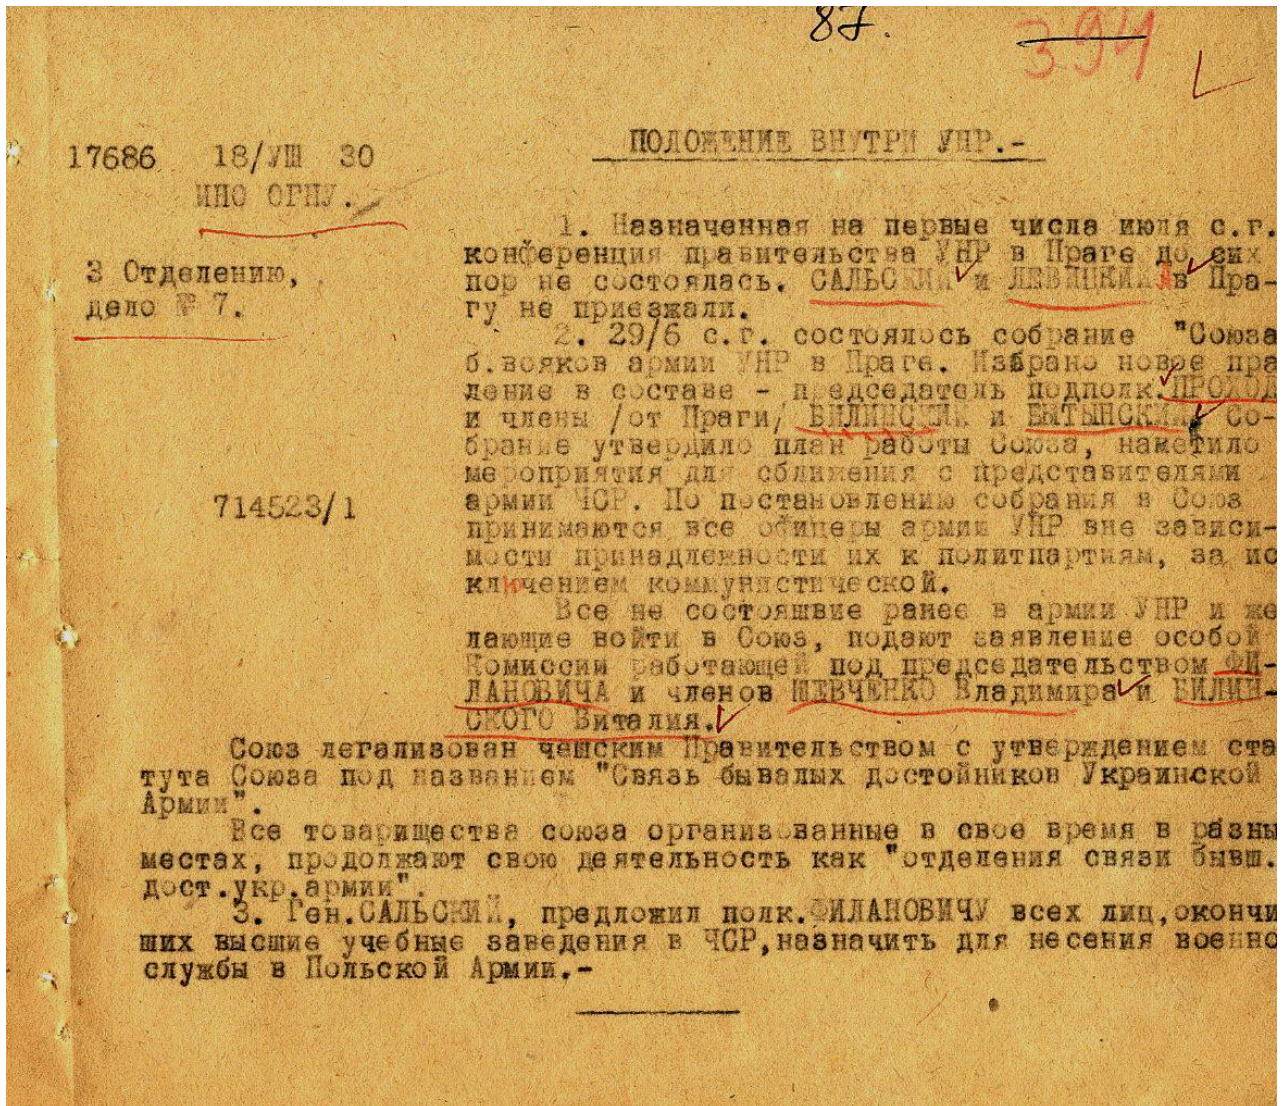 87.
394
ПОЛОЖЕНИЕ ВНУТРИ УНР.-
17686 18/УШ 30
ИНО ОГПУ.
3 Отделению,
дело № 7.
714523/1
1. Назначенная на первые числа июля с.г.
конференция правительства УНР в Праге до сих
пор не состоялась. САЛЬСКИЙ и ЛЕВИЦКИЙ в Пра-
гу не приезжали.
2. 29/6 с.г. состоялось собрание "Союза
б.вояков армии УНР в Праге. Избрано новое пра
ление в составе - председатель подполк.ПРОХОД
и члены /от Праги/ БИЛИНСКИЙ и БЫТЫНСКИЙ. Со-
брание утвердило план работы Союза, наметило
мероприятия для сближения с представителями
армии ЧСР. По постановлению собрания в Союз
принимаются все офицеры армии УНР вне зависи-
мости принадлежности их к политпартиям, за ис
ключением коммунистической.
Все не состоявшие ранее в армии УНР и же
лающие войти в Союз, подают заявление особой
Комиссии работающей под председательством ФИ-
ЛАНОВИЧА и членов ШЕВЧЕНКО Владимира и БИЛИН-
СКОГО Виталия.
Союз легализован чешским Правительством с утверждением ста
тута Союза под названием "Связь бывалых достойников Украинской
Армии".
Все товарищества союза организованные в свое время в разны
местах, продолжают свою деятельность как "отделения связи бывш.
дост.укр.армии".
3. Ген.САЛЬСКИЙ, предложил полк.ФИЛАНОВИЧУ всех лиц,окончи
ших высшие учебные заведения в ЧСР,назначить для несения военно
службы в Польской Армии.-